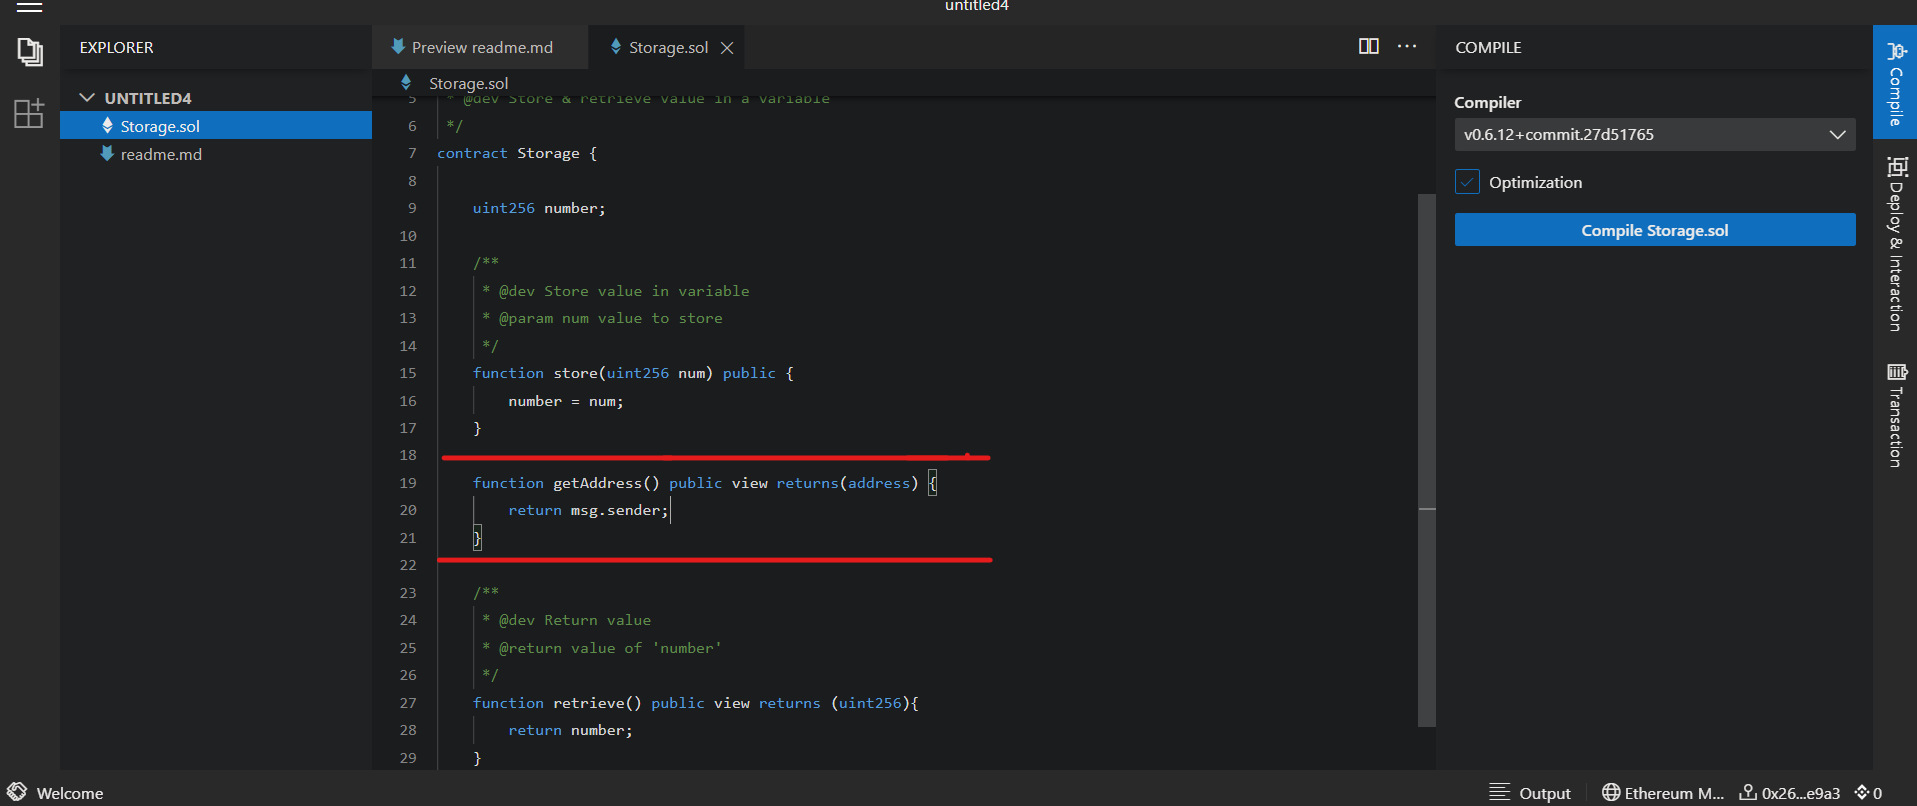 untitled4
EXPLORER
UNTITLED4
Storage.sol
readme.md
Preview readme.md
Storage.sol
Storage.sol
5 * @dev Store & retrieve value in a variable
6 */
7 contract Storage {
8
9 uint256 number;
10
11 /**
12 * @dev Store value in variable
13 * @param num value to store
14 */
15 function store(uint256 num) public {
16 number = num;
17 }
18
19 function getAddress() public view returns(address) {
20 return msg.sender;
21 }
22
23 /**
24 * @dev Return value
25 * @return value of 'number'
26 */
27 function retrieve() public view returns (uint256){
28 return number;
29 }
COMPILE
Compiler
v0.6.12+commit.27d51765
Optimization
Compile Storage.sol
Compile
Deploy & Interaction
Transaction
Welcome
Output
Ethereum M...
0x26...e9a3
0